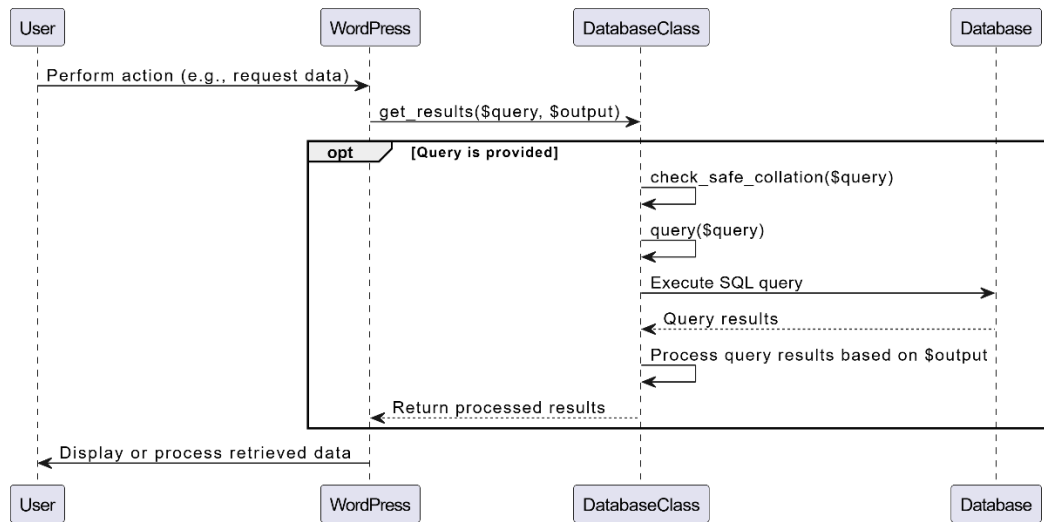 User WordPress DatabaseClass Database
Perform action (e.g., request data)
get_results($query, $output)
opt [Query is provided]
check_safe_collation($query)
query($query)
Execute SQL query
Query results
Process query results based on $output
Return processed results
Display or process retrieved data
User WordPress DatabaseClass Database